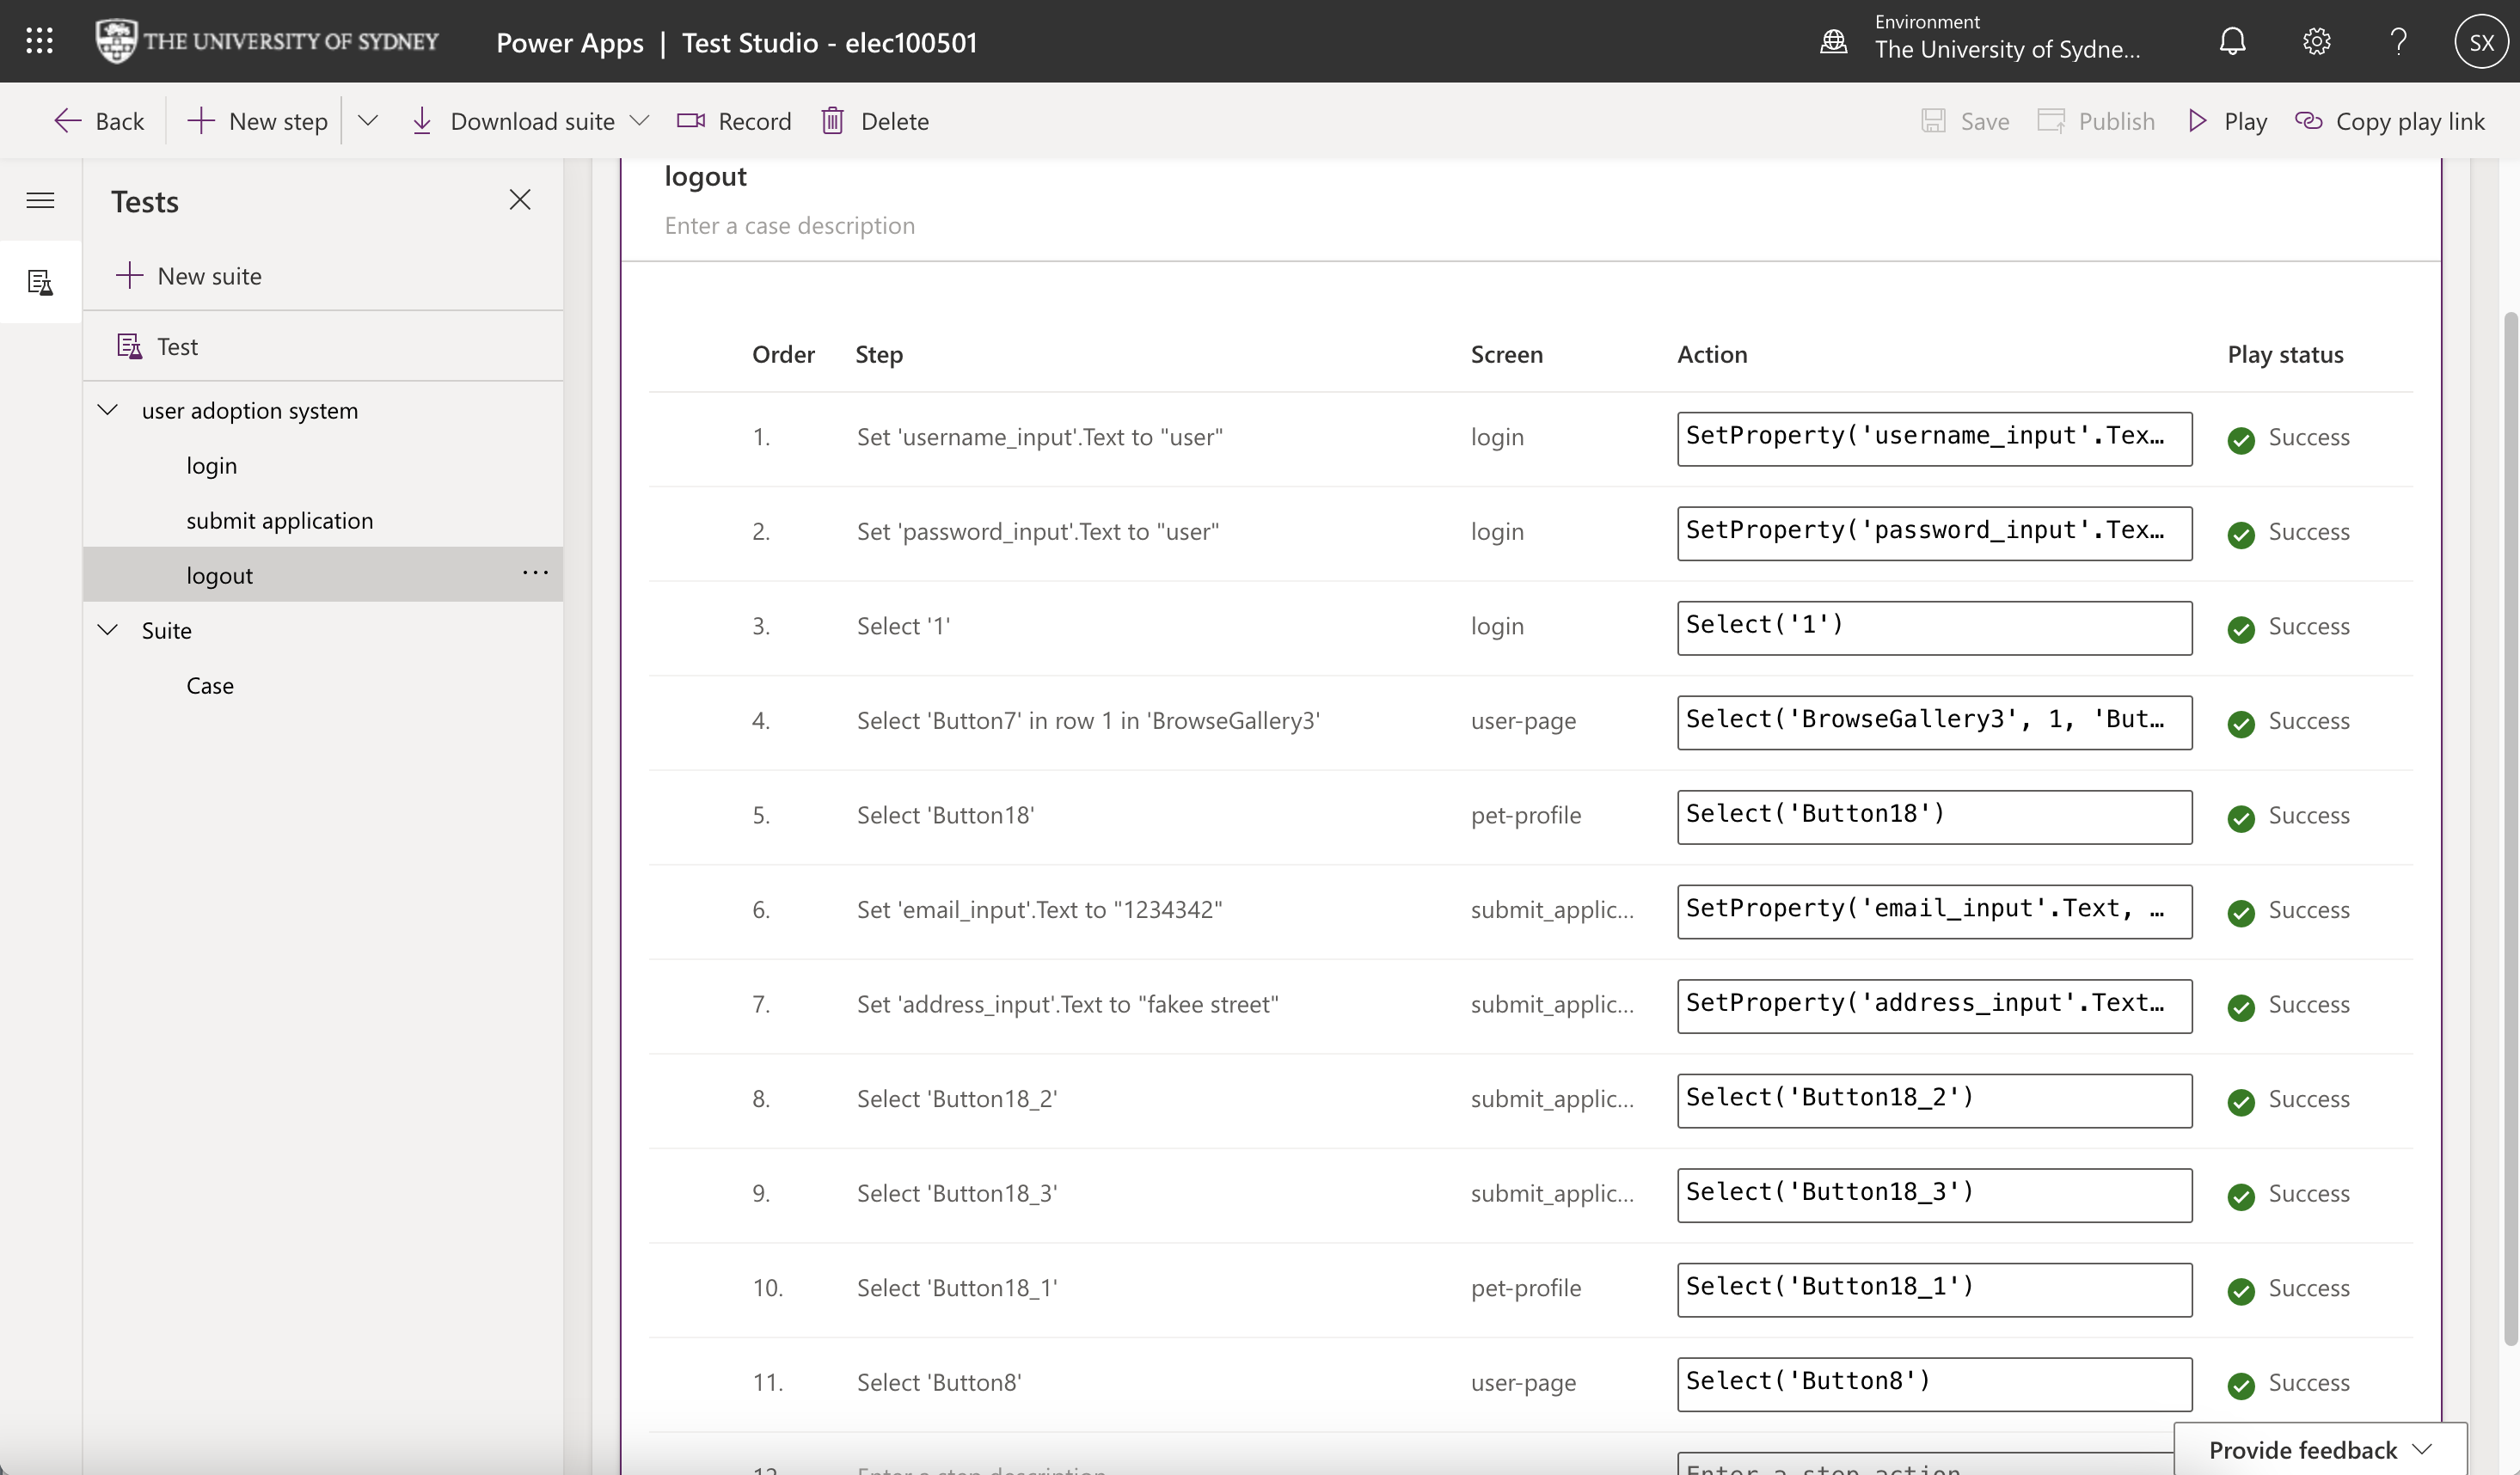 THE UNIVERSITY OF SYDNEY
Power Apps | Test Studio - elec100501
Environment
The University of Sydne...
SX
Back
New step
Download suite
Record
Delete
Save
Publish
Play
Copy play link
Tests
New suite
Test
user adoption system
login
submit application
logout
Suite
Case
logout
Enter a case description
Order Step Screen Action Play status
1. Set 'username_input'.Text to "user" login SetProperty('username_input'.Tex… Success
2. Set 'password_input'.Text to "user" login SetProperty('password_input'.Tex… Success
3. Select '1' login Select('1') Success
4. Select 'Button7' in row 1 in 'BrowseGallery3' user-page Select('BrowseGallery3', 1, 'But… Success
5. Select 'Button18' pet-profile Select('Button18') Success
6. Set 'email_input'.Text to "1234342" submit_applic... SetProperty('email_input'.Text, … Success
7. Set 'address_input'.Text to "fakee street" submit_applic... SetProperty('address_input'.Text… Success
8. Select 'Button18_2' submit_applic... Select('Button18_2') Success
9. Select 'Button18_3' submit_applic... Select('Button18_3') Success
10. Select 'Button18_1' pet-profile Select('Button18_1') Success
11. Select 'Button8' user-page Select('Button8') Success
12. Enter a step description Enter a step action
Provide feedback